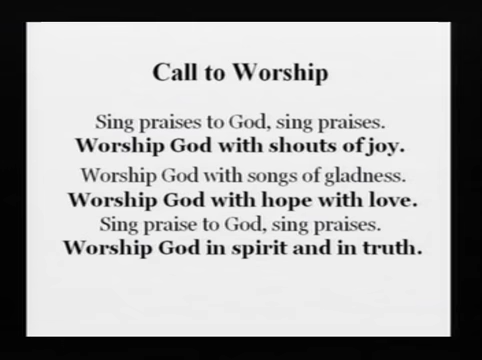 Call to Worship
Sing praises to God, sing praises.
Worship God with shouts of joy.
Worship God with songs of gladness.
Worship God with hope with love.
Sing praise to God, sing praises.
Worship God in spirit and in truth.